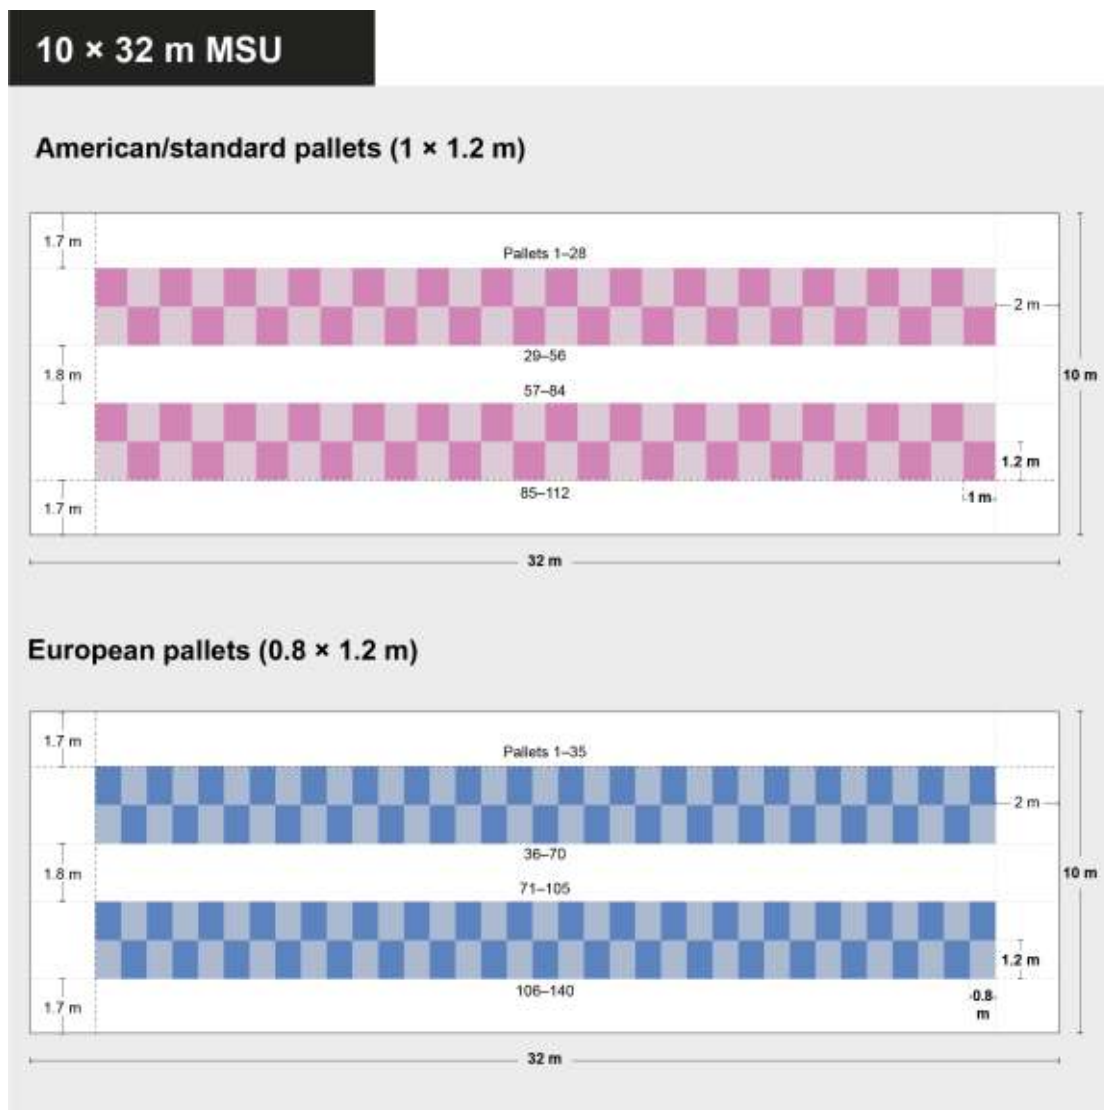 10 × 32 m MSU
American/standard pallets (1 × 1.2 m)
1.7 m
Pallets 1–28
2 m
29–56
1.8 m
10 m
57–84
1.2 m
85–112
1 m
1.7 m
32 m
European pallets (0.8 × 1.2 m)
1.7 m
Pallets 1–35
2 m
36–70
1.8 m
10 m
71–105
1.2 m
106–140
0.8
m
1.7 m
32 m